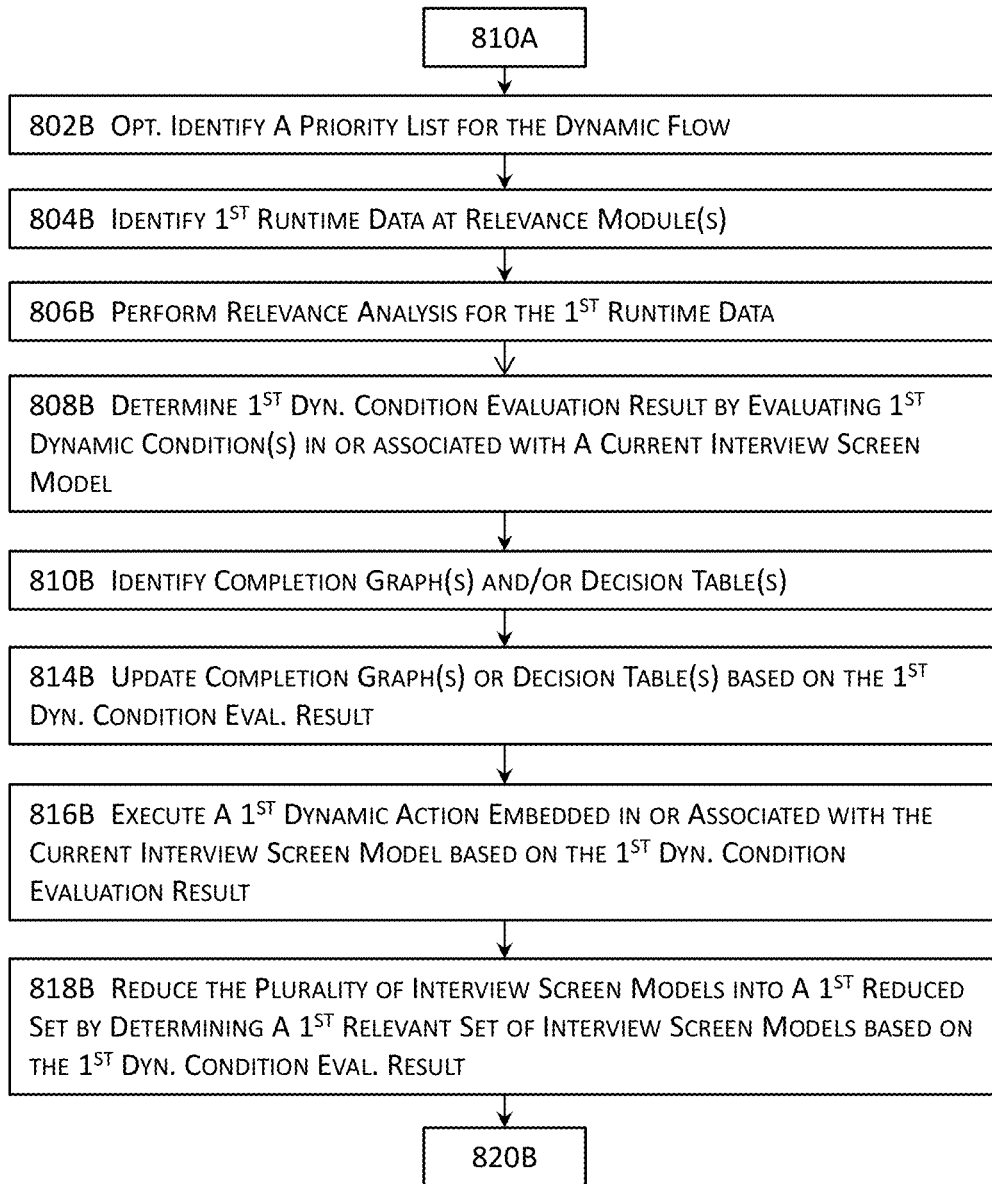 810A
802B OPT. IDENTIFY A PRIORITY LIST FOR THE DYNAMIC FLOW
804B IDENTIFY 1ST RUNTIME DATA AT RELEVANCE MODULE(S)
806B PERFORM RELEVANCE ANALYSIS FOR THE 1ST RUNTIME DATA
808B DETERMINE 1ST DYN. CONDITION EVALUATION RESULT BY EVALUATING 1ST
DYNAMIC CONDITION(S) IN OR ASSOCIATED WITH A CURRENT INTERVIEW SCREEN
MODEL
810B IDENTIFY COMPLETION GRAPH(S) AND/OR DECISION TABLE(S)
814B UPDATE COMPLETION GRAPH(S) OR DECISION TABLE(S) BASED ON THE 1ST
DYN. CONDITION EVAL. RESULT
816B EXECUTE A 1ST DYNAMIC ACTION EMBEDDED IN OR ASSOCIATED WITH THE
CURRENT INTERVIEW SCREEN MODEL BASED ON THE 1ST DYN. CONDITION
EVALUATION RESULT
818B REDUCE THE PLURALITY OF INTERVIEW SCREEN MODELS INTO A 1ST REDUCED
SET BY DETERMINING A 1ST RELEVANT SET OF INTERVIEW SCREEN MODELS BASED ON
THE 1ST DYN. CONDITION EVAL. RESULT
820B